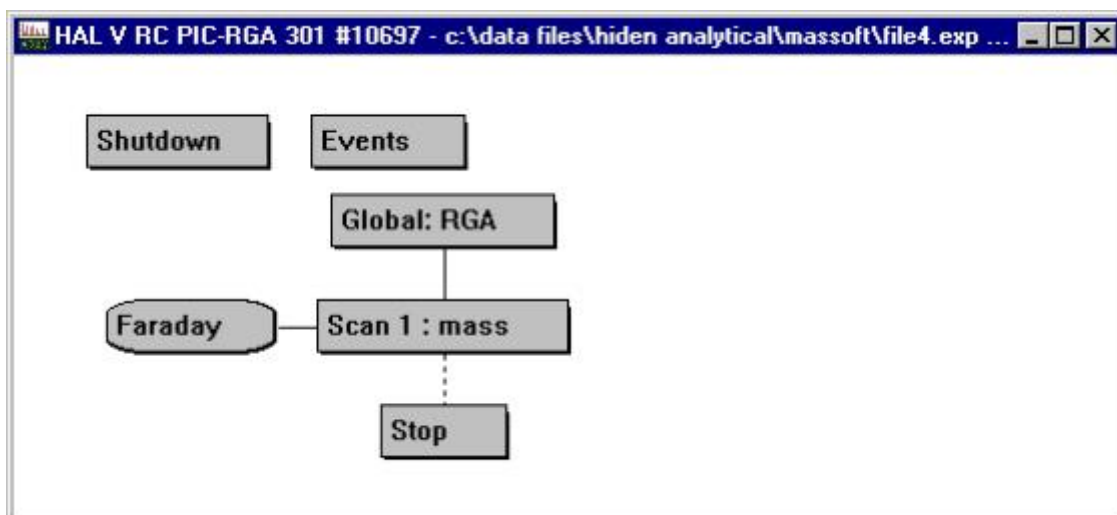 HAL V RC PIC-RGA 301 #10697 - c:\data files\hiden analytical\massoft\file4.exp ...
Shutdown
Events
Global: RGA
Faraday
Scan 1 : mass
Stop